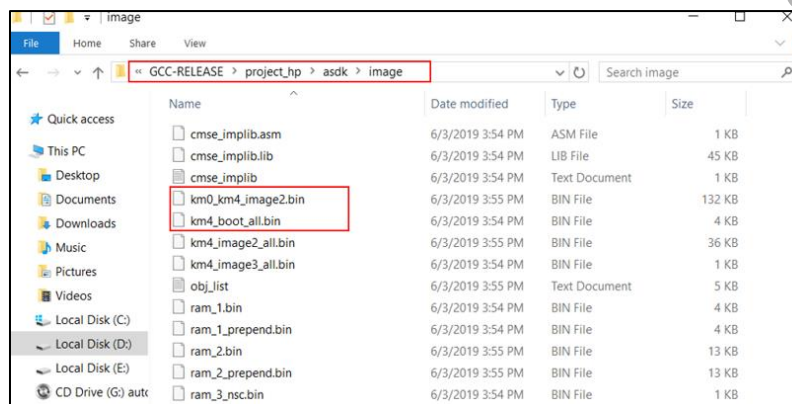 image
File Home Share View
« GCC-RELEASE > project_hp > asdk > image
Search image
Name Date modified Type Size
Quick access
This PC
Desktop
Documents
Downloads
Music
Pictures
Videos
Local Disk (C:)
Local Disk (D:)
Local Disk (E:)
CD Drive (G:) auto
cmse_implib.asm 6/3/2019 3:54 PM ASM File 1 KB
cmse_implib.lib 6/3/2019 3:54 PM LIB File 45 KB
cmse_implib 6/3/2019 3:54 PM Text Document 1 KB
km0_km4_image2.bin 6/3/2019 3:55 PM BIN File 132 KB
km4_boot_all.bin 6/3/2019 3:54 PM BIN File 4 KB
km4_image2_all.bin 6/3/2019 3:55 PM BIN File 36 KB
km4_image3_all.bin 6/3/2019 3:54 PM BIN File 1 KB
obj_list 6/3/2019 3:55 PM Text Document 5 KB
ram_1.bin 6/3/2019 3:54 PM BIN File 4 KB
ram_1_prepend.bin 6/3/2019 3:54 PM BIN File 4 KB
ram_2.bin 6/3/2019 3:55 PM BIN File 13 KB
ram_2_prepend.bin 6/3/2019 3:55 PM BIN File 13 KB
ram_3_nsc.bin 6/3/2019 3:54 PM BIN File 1 KB